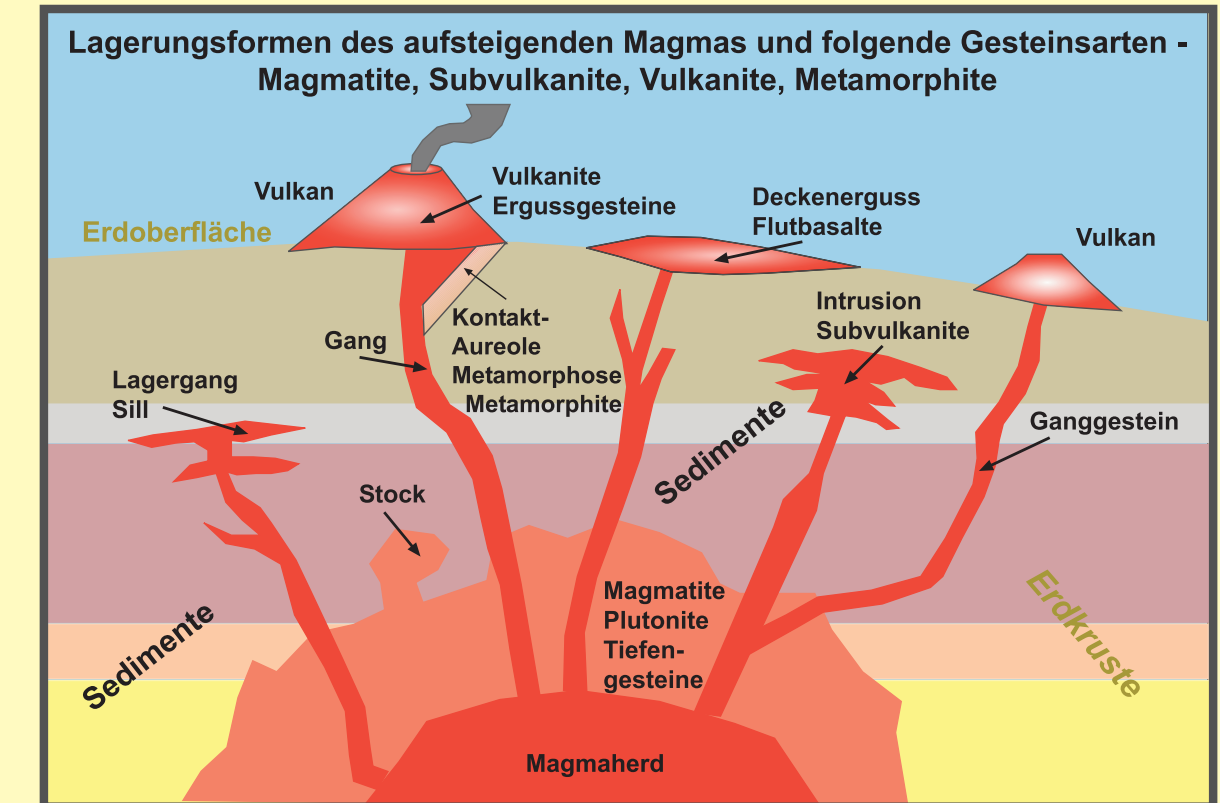 Lagerungsformen des aufsteigenden Magmas und folgende Gesteinsarten -
Magmatite, Subvulkanite, Vulkanite, Metamorphite
Vulkan
Vulkanite
Ergussgesteine
Deckenerguss
Flutbasalte
Vulkan
Erdoberfläche
Intrusion
Subvulkanite
Kontakt-
Aureole
Metamorphose
Metamorphite
Gang
Lagergang
Sill
Sedimente
Ganggestein
Stock
Magmatite
Plutonite
Tiefen-
gesteine
Sedimente
Erdkruste
Magmaherd